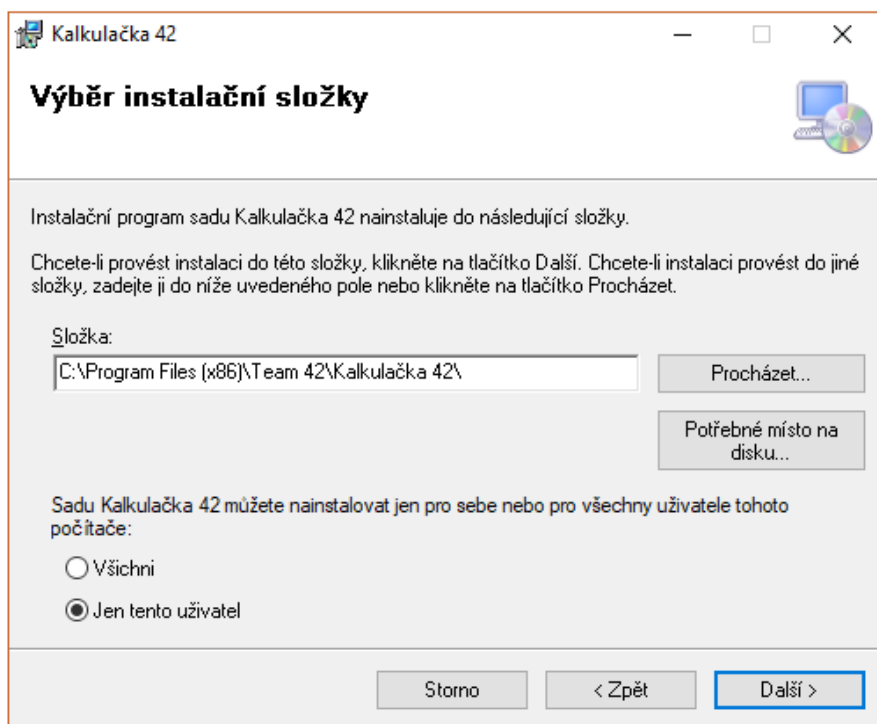 Kalkulačka 42
Výběr instalační složky
Instalační program sadu Kalkulačka 42 nainstaluje do následující složky.
Chcete-li provést instalaci do této složky, klikněte na tlačítko Další. Chcete-li instalaci provést do jiné
složky, zadejte ji do níže uvedeného pole nebo klikněte na tlačítko Procházet.
Složka:
C:\Program Files (x86)\Team 42\Kalkulačka 42\
Procházet...
Potřebné místo na
disku...
Sadu Kalkulačka 42 můžete nainstalovat jen pro sebe nebo pro všechny uživatele tohoto
počítače:
Všichni
Jen tento uživatel
Storno
< Zpět
Další >